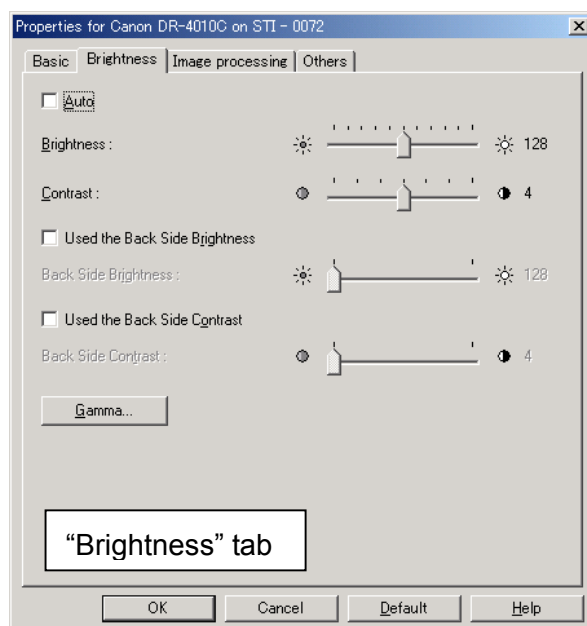 Properties for Canon DR-4010C on STI - 0072
Basic Brightness Image processing Others
Auto
Brightness : 128
Contrast : 4
Used the Back Side Brightness
Back Side Brightness : 128
Used the Back Side Contrast
Back Side Contrast : 4
Gamma...
“Brightness” tab
OK Cancel Default Help